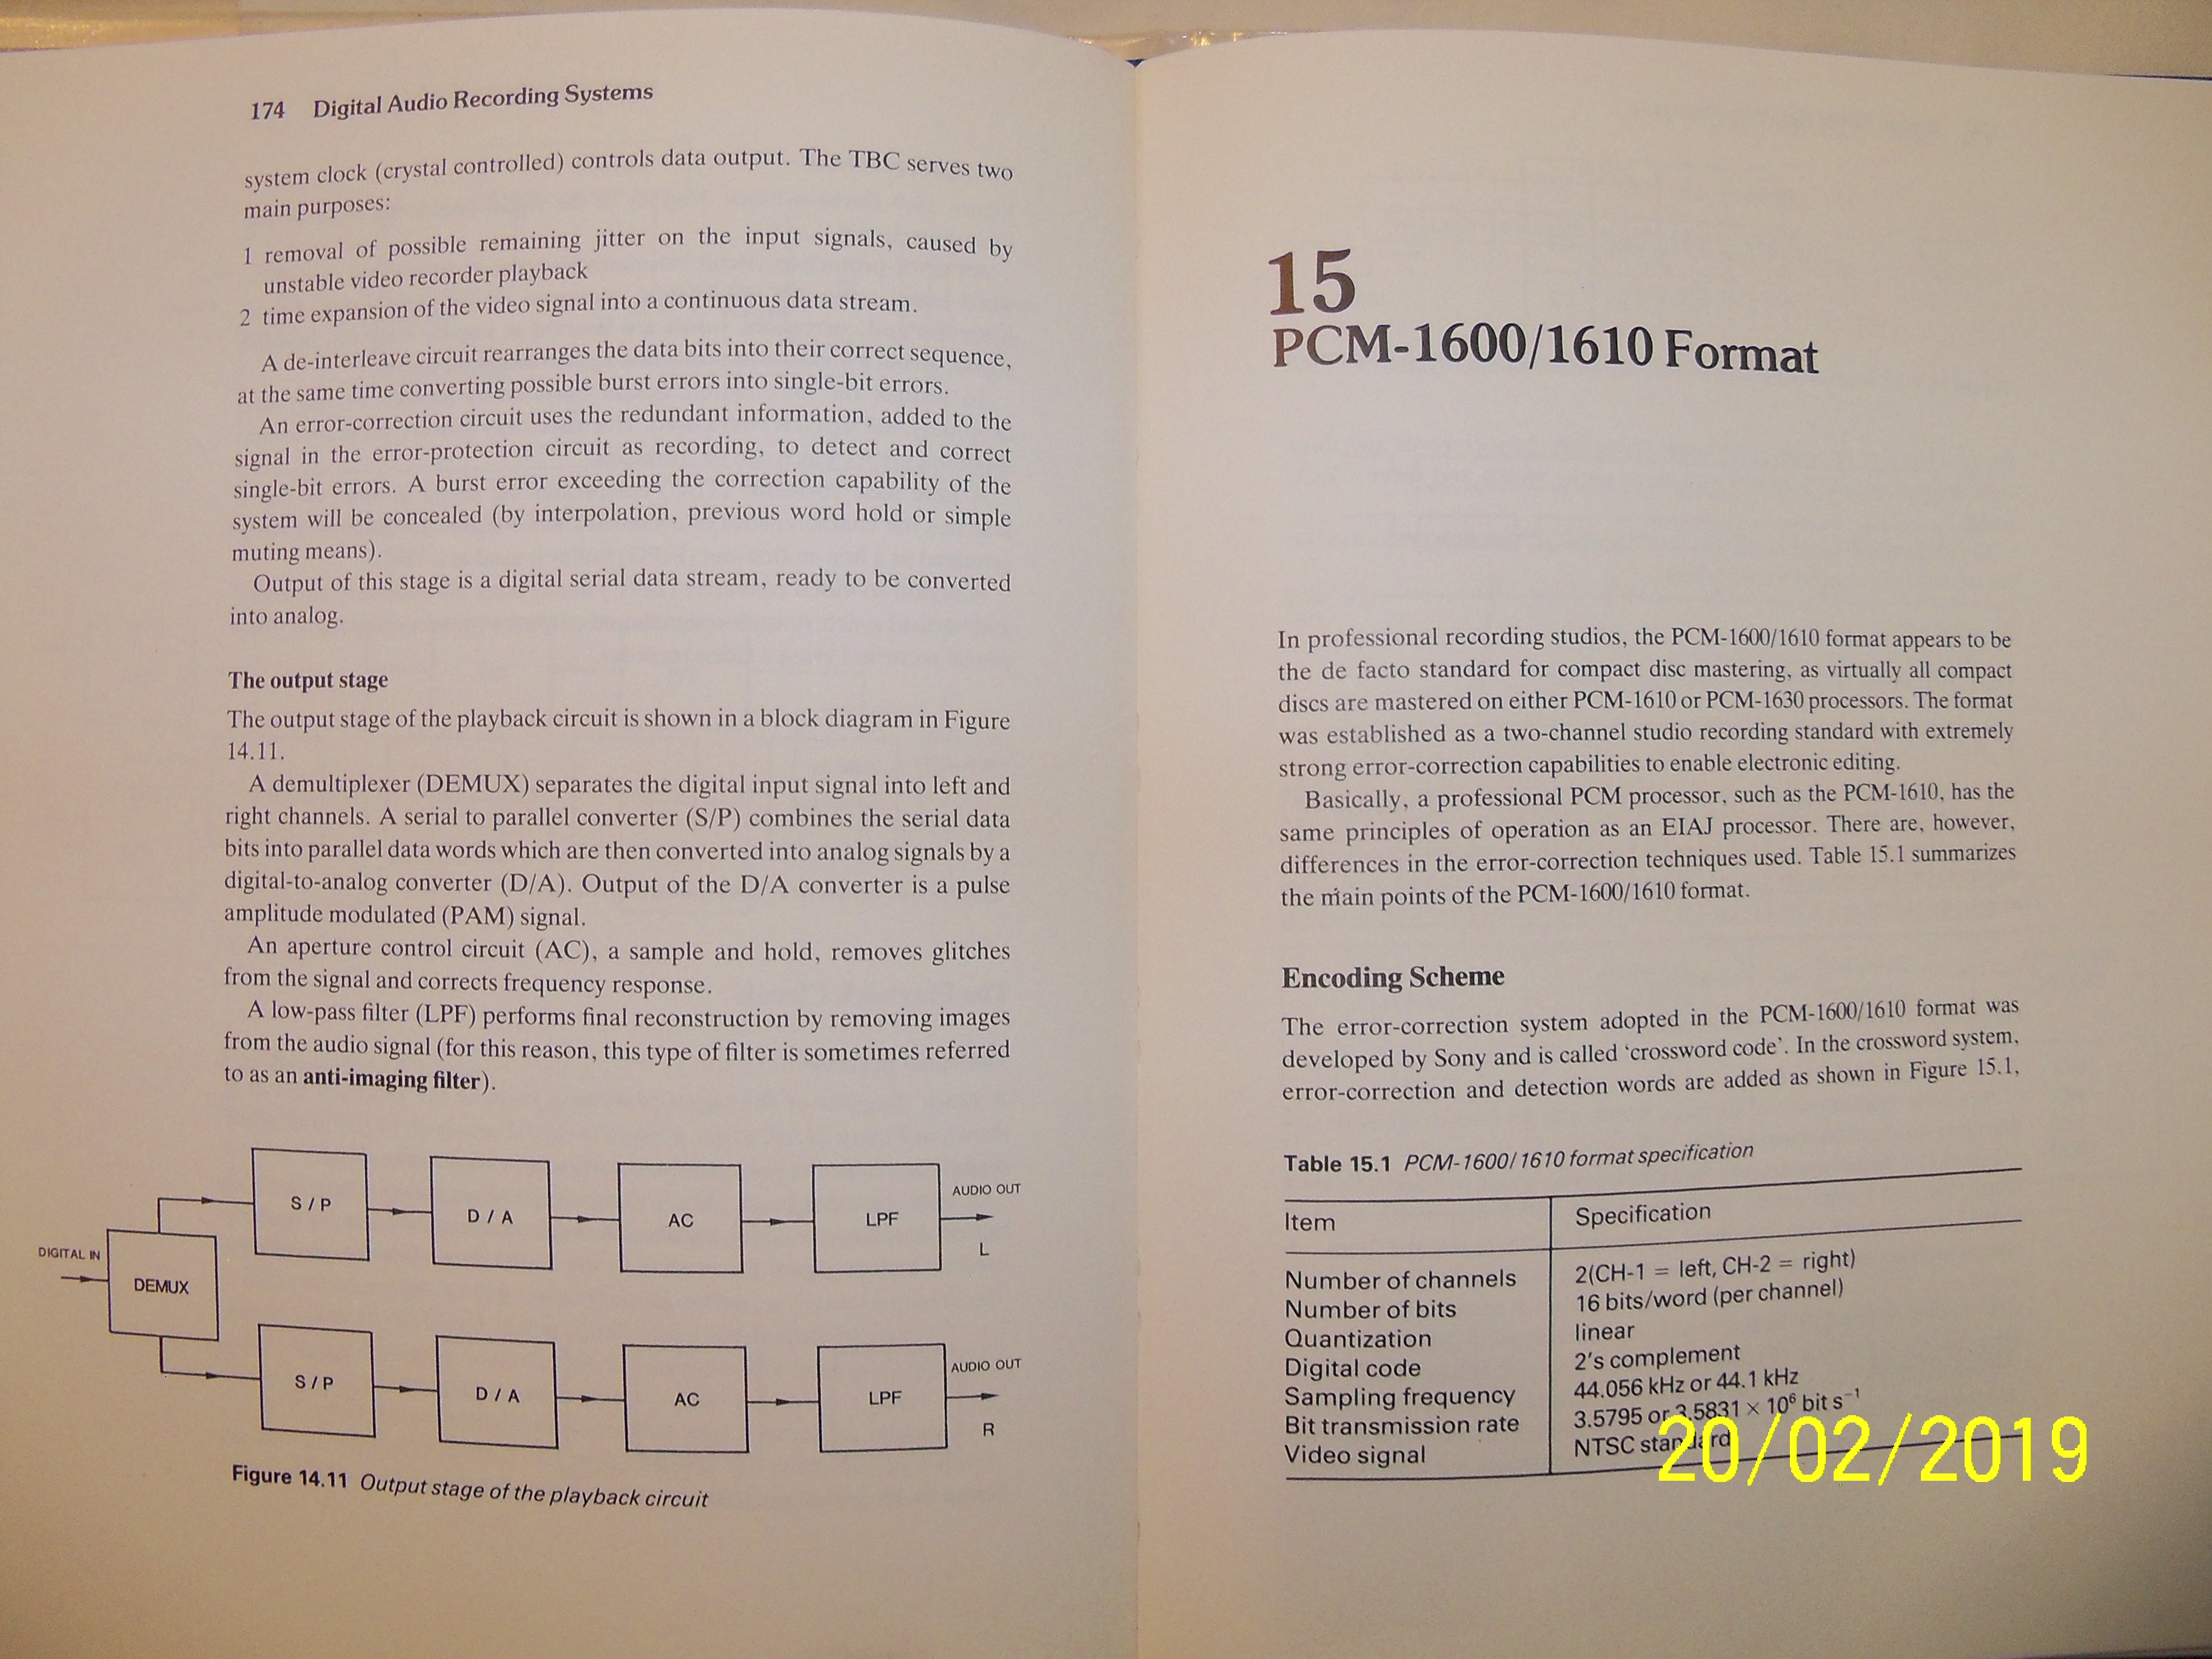 174 Digital Audio Recording Systems
system clock (crystal controlled) controls data output. The TBC serves two
main purposes:
1 removal of possible remaining jitter on the input signals, caused by
unstable video recorder playback
2 time expansion of the video signal into a continuous data stream.
A de-interleave circuit rearranges the data bits into their correct sequence,
at the same time converting possible burst errors into single-bit errors.
An error-correction circuit uses the redundant information, added to the
signal in the error-protection circuit as recording, to detect and correct
single-bit errors. A burst error exceeding the correction capability of the
system will be concealed (by interpolation, previous word hold or simple
muting means).
Output of this stage is a digital serial data stream, ready to be converted
into analog.
The output stage
The output stage of the playback circuit is shown in a block diagram in Figure
14.11.
A demultiplexer (DEMUX) separates the digital input signal into left and
right channels. A serial to parallel converter (S/P) combines the serial data
bits into parallel data words which are then converted into analog signals by a
digital-to-analog converter (D/A). Output of the D/A converter is a pulse
amplitude modulated (PAM) signal.
An aperture control circuit (AC), a sample and hold, removes glitches
from the signal and corrects frequency response.
A low-pass filter (LPF) performs final reconstruction by removing images
from the audio signal (for this reason, this type of filter is sometimes referred
to as an anti-imaging filter).
DIGITAL IN
DEMUX
S / P
D / A
AC
LPF
AUDIO OUT
L
S / P
D / A
AC
LPF
AUDIO OUT
R
Figure 14.11 Output stage of the playback circuit
15
PCM-1600/1610 Format
In professional recording studios, the PCM-1600/1610 format appears to be
the de facto standard for compact disc mastering, as virtually all compact
discs are mastered on either PCM-1610 or PCM-1630 processors. The format
was established as a two-channel studio recording standard with extremely
strong error-correction capabilities to enable electronic editing.
Basically, a professional PCM processor, such as the PCM-1610, has the
same principles of operation as an EIAJ processor. There are, however,
differences in the error-correction techniques used. Table 15.1 summarizes
the main points of the PCM-1600/1610 format.
Encoding Scheme
The error-correction system adopted in the PCM-1600/1610 format was
developed by Sony and is called ‘crossword code’. In the crossword system,
error-correction and detection words are added as shown in Figure 15.1,
Table 15.1 PCM-1600/1610 format specification
Item Specification
Number of channels 2(CH-1 = left, CH-2 = right)
Number of bits 16 bits/word (per channel)
Quantization linear
Digital code 2's complement
Sampling frequency 44.056 kHz or 44.1 kHz
Bit transmission rate 3.5795 or 3.5831 × 10⁶ bit s⁻¹
Video signal NTSC standard
20/02/2019